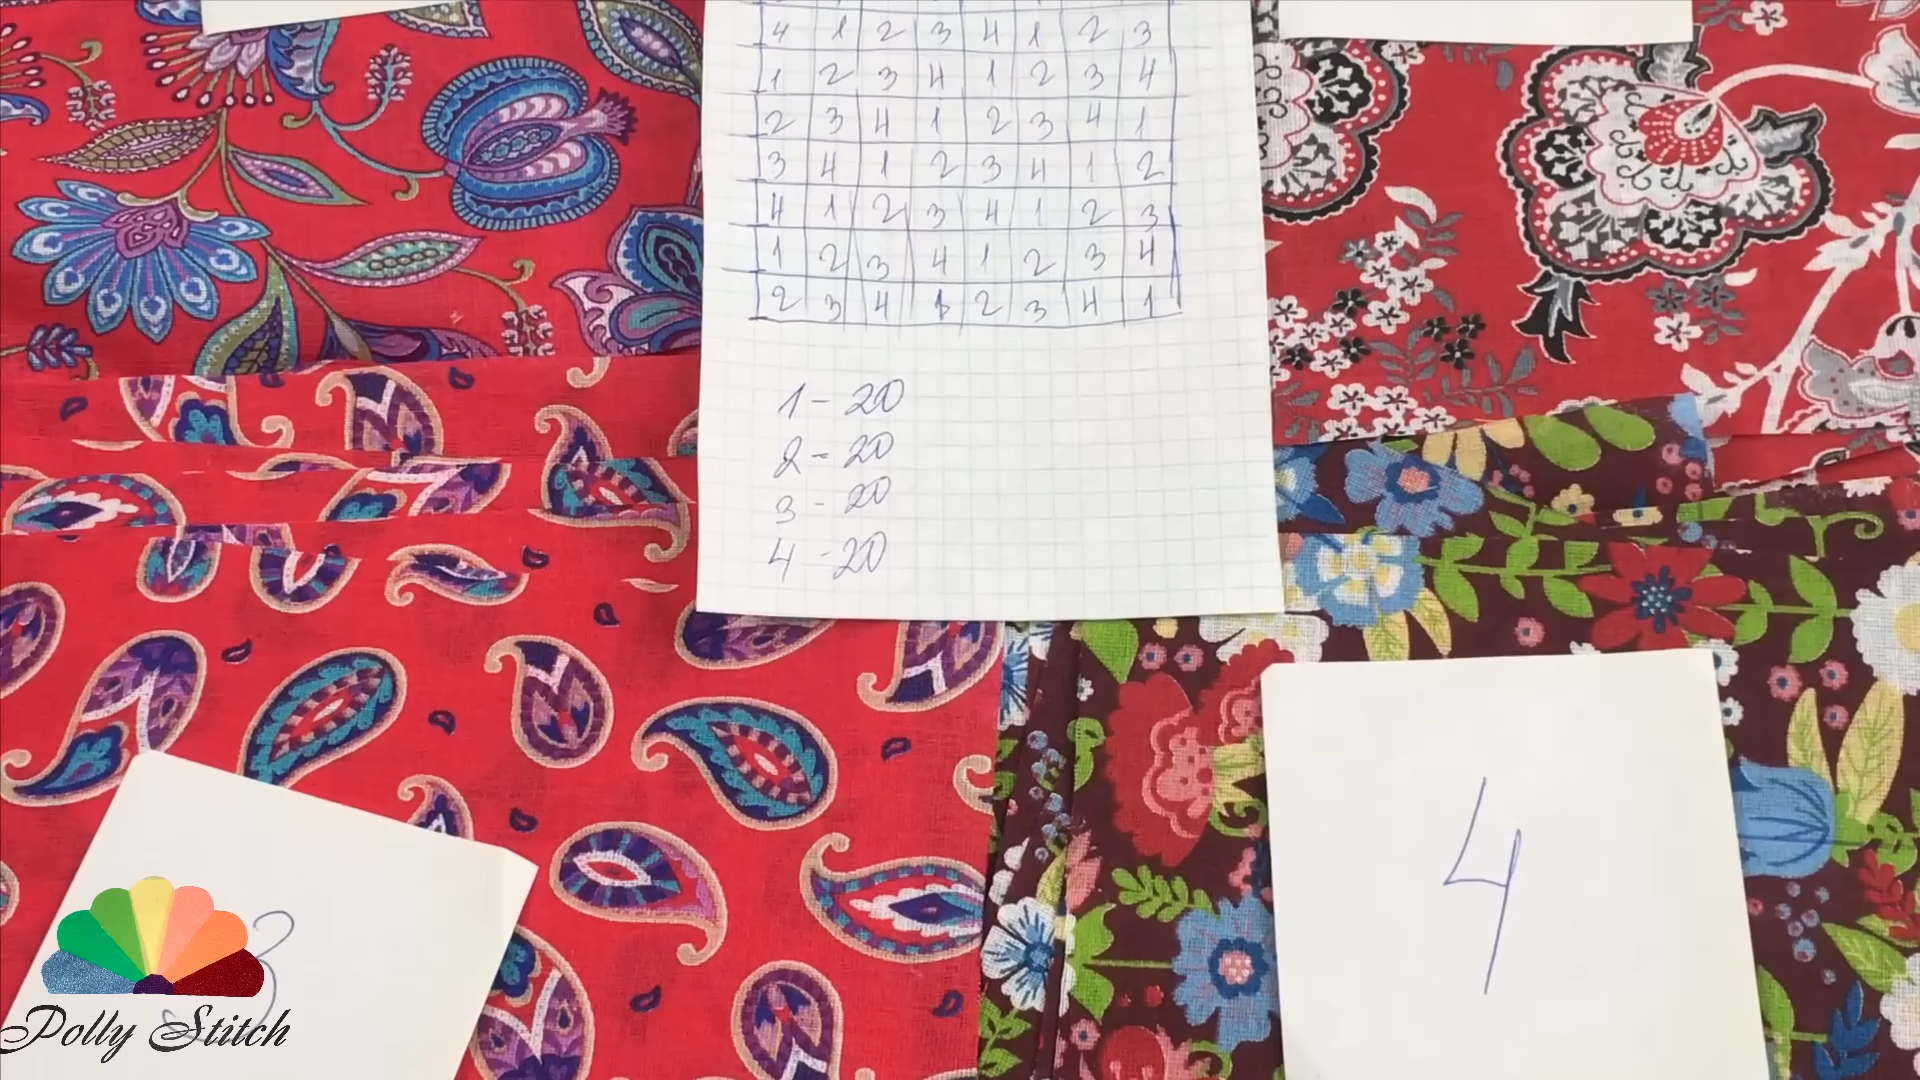 4 1 2 3 4 1 2 3
1 2 3 4 1 2 3 4
2 3 4 1 2 3 4 1
3 4 1 2 3 4 1 2
4 1 2 3 4 1 2 3
1 2 3 4 1 2 3 4
2 3 4 1 2 3 4 1
1 - 20
2 - 20
3 - 20
4 - 20
4
3
Polly Stitch